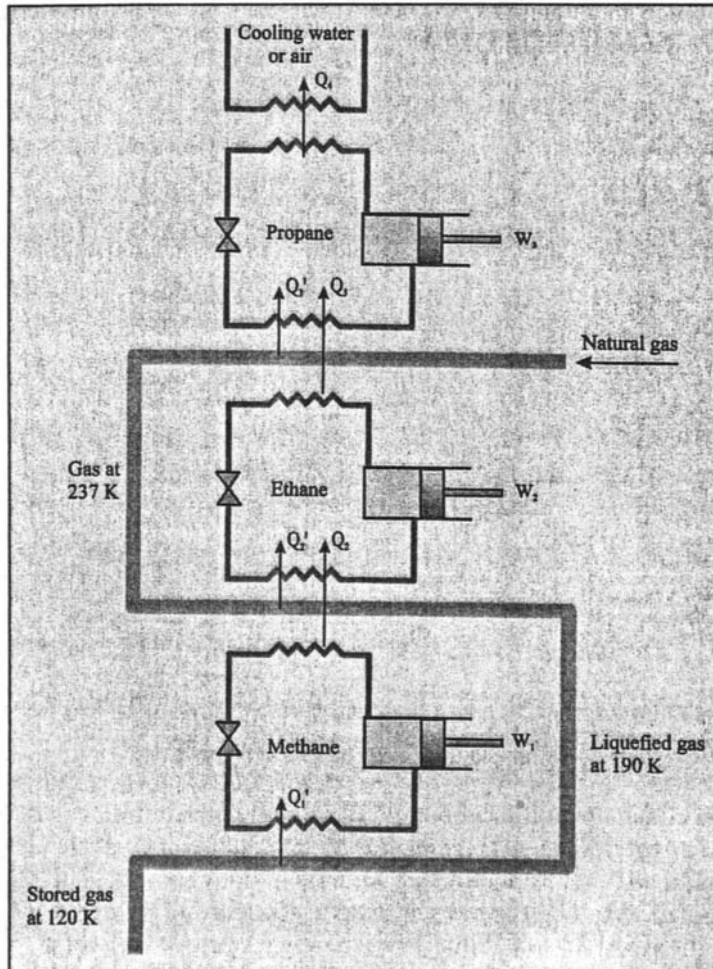 Cooling water
or air
Q₄
Propane
W₃
Q₃' Q₃
Natural gas
Gas at
237 K
Ethane
W₂
Q₂' Q₂
Methane
W₁
Liquefied gas
at 190 K
Q₁'
Stored gas
at 120 K